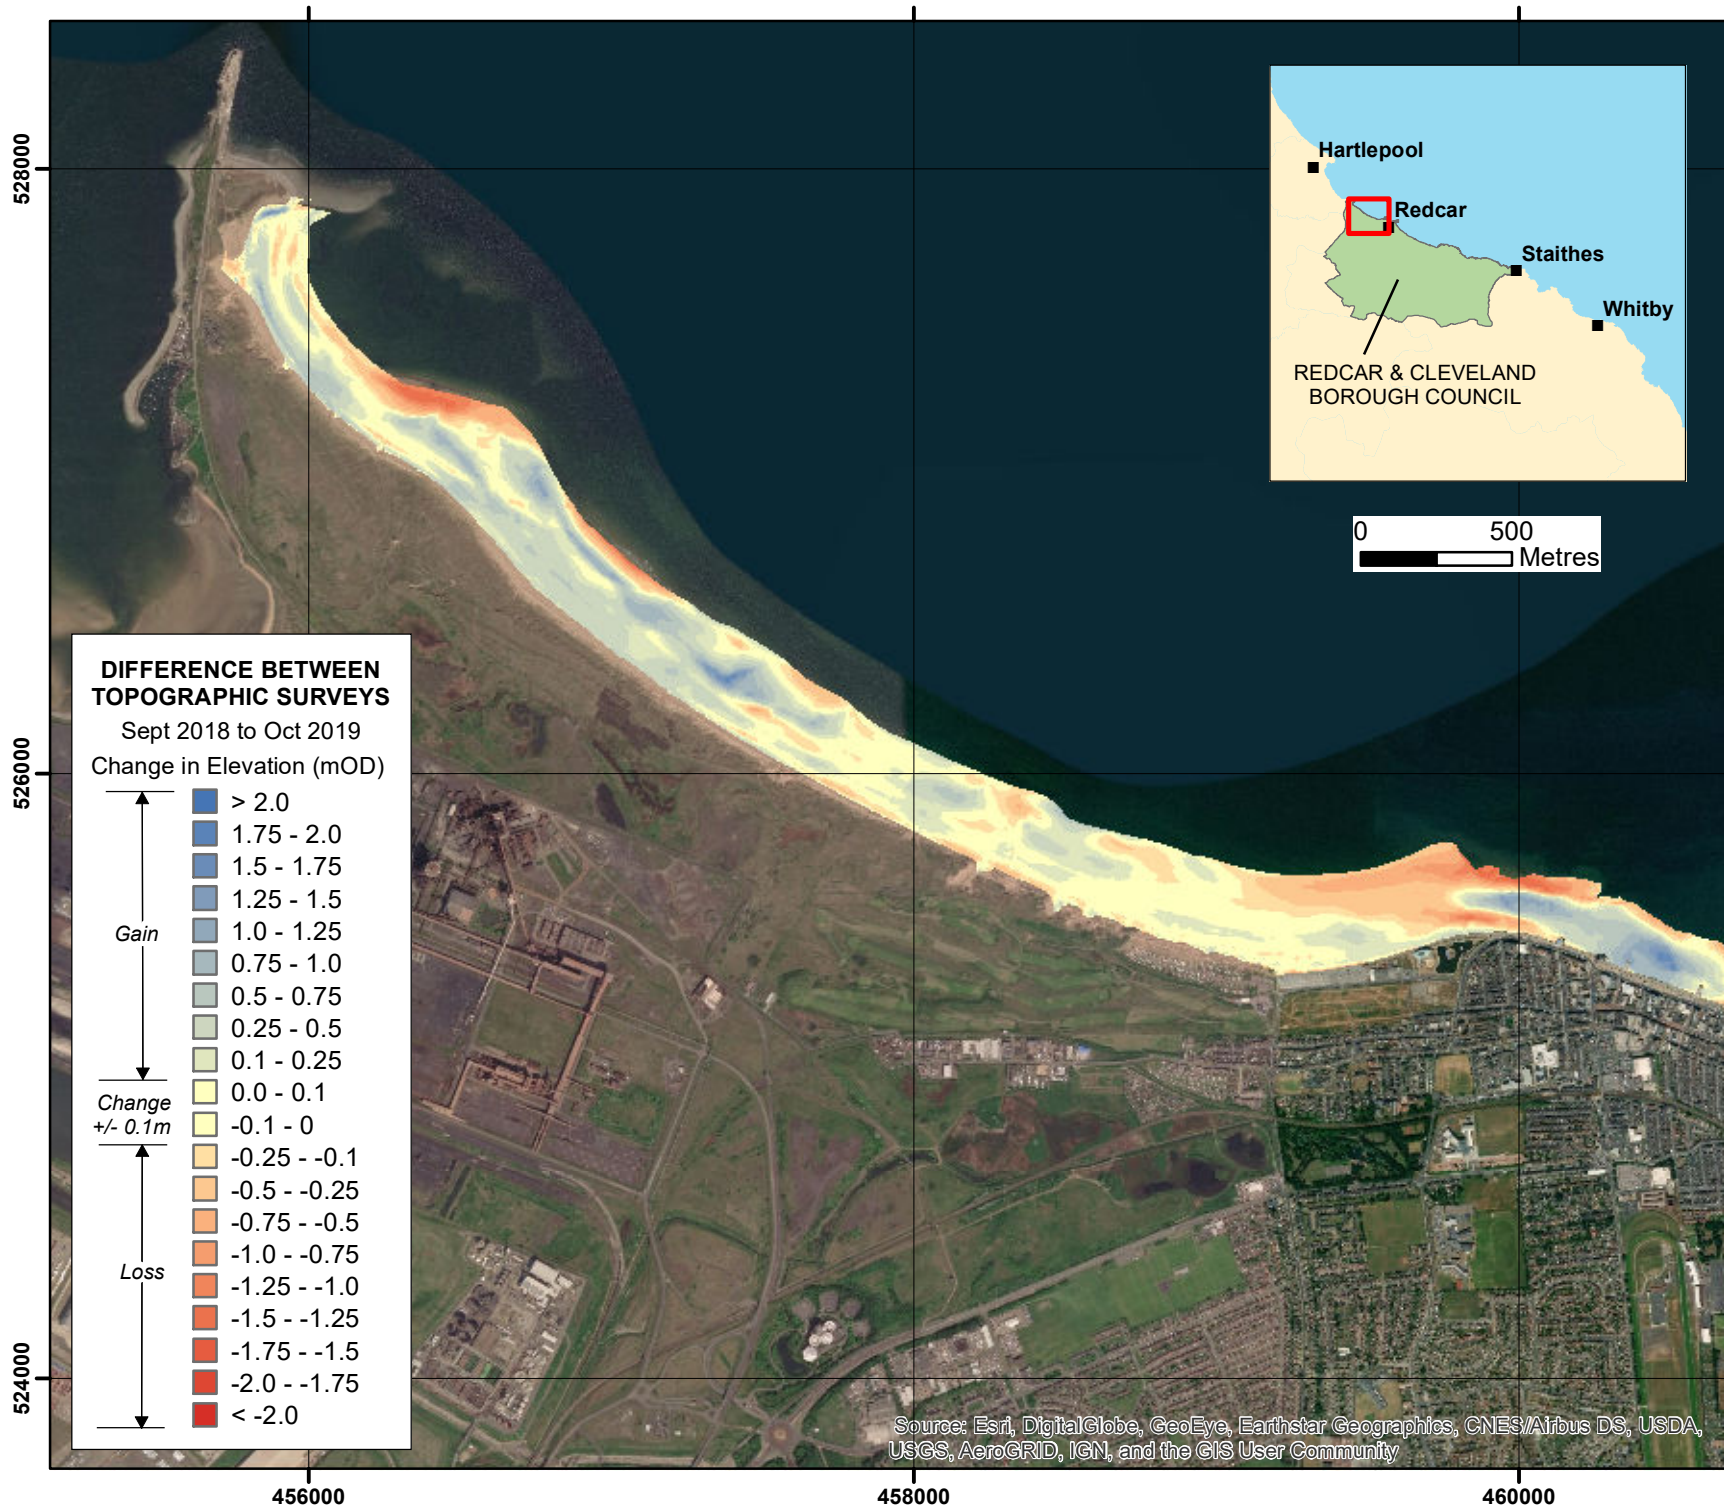 528000
526000
524000
456000
458000
460000
Hartlepool
Redcar
Staithes
Whitby
REDCAR & CLEVELAND
BOROUGH COUNCIL
0 500
Metres
DIFFERENCE BETWEEN
TOPOGRAPHIC SURVEYS
Sept 2018 to Oct 2019
Change in Elevation (mOD)
> 2.0
1.75 - 2.0
1.5 - 1.75
1.25 - 1.5
1.0 - 1.25
Gain
0.75 - 1.0
0.5 - 0.75
0.25 - 0.5
0.1 - 0.25
0.0 - 0.1
Change
+/- 0.1m
-0.1 - 0
-0.25 - -0.1
-0.5 - -0.25
-0.75 - -0.5
-1.0 - -0.75
Loss
-1.25 - -1.0
-1.5 - -1.25
-1.75 - -1.5
-2.0 - -1.75
< -2.0
Source: Esri, DigitalGlobe, GeoEye, Earthstar Geographics, CNES/Airbus DS, USDA,
USGS, AeroGRID, IGN, and the GIS User Community